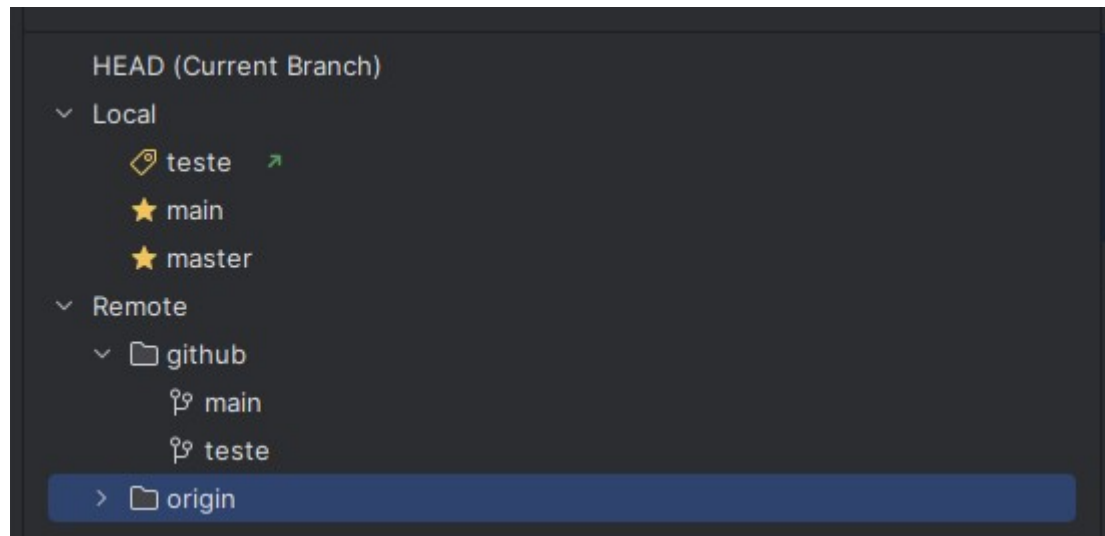 HEAD (Current Branch)
Local
teste
main
master
Remote
github
main
teste
origin